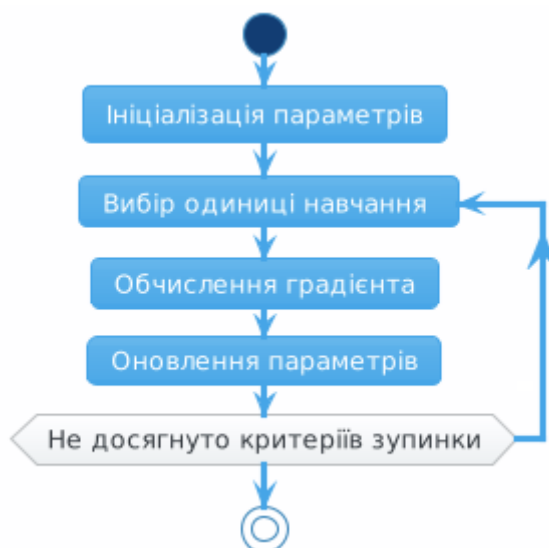 Ініціалізація параметрів
Вибір одиниці навчання
Обчислення градієнта
Оновлення параметрів
Не досягнуто критеріїв зупинки